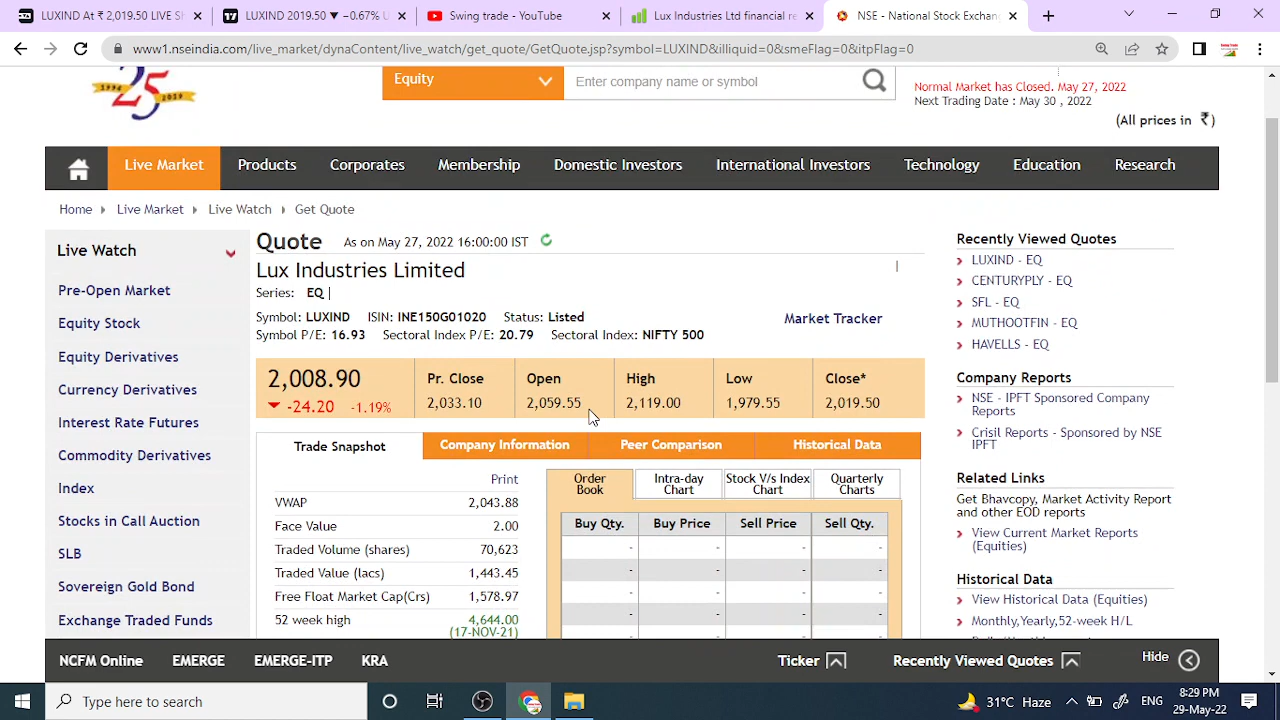 LUXIND At ₹ 2,019.50 LIVE SH
LUXIND 2019.50 ▼ −0.67% U
swing trade - YouTube
Lux Industries Ltd financial re
NSE - National Stock Exchan
www1.nseindia.com/live_market/dynaContent/live_watch/get_quote/GetQuote.jsp?symbol=LUXIND&illiquid=0&smeFlag=0&itpFlag=0
Equity
Enter company name or symbol
Normal Market has Closed. May 27, 2022
Next Trading Date : May 30 , 2022
(All prices in ₹)
Live Market
Products
Corporates
Membership
Domestic Investors
International Investors
Technology
Education
Research
Home
Live Market
Live Watch
Get Quote
Live Watch
Pre-Open Market
Equity Stock
Equity Derivatives
Currency Derivatives
Interest Rate Futures
Commodity Derivatives
Index
Stocks in Call Auction
SLB
Sovereign Gold Bond
Exchange Traded Funds
Quote As on May 27, 2022 16:00:00 IST
Lux Industries Limited |
Series: EQ |
Symbol: LUXIND ISIN: INE150G01020 Status: Listed
Market Tracker
Symbol P/E: 16.93 Sectoral Index P/E: 20.79 Sectoral Index: NIFTY 500
2,008.90
-24.20 -1.19%
Pr. Close
2,033.10
Open
2,059.55
High
2,119.00
Low
1,979.55
Close*
2,019.50
Trade Snapshot
Company Information
Peer Comparison
Historical Data
Print
VWAP 2,043.88
Face Value 2.00
Traded Volume (shares) 70,623
Traded Value (lacs) 1,443.45
Free Float Market Cap(Crs) 1,578.97
52 week high 4,644.00
(17-NOV-21)
Order Book
Intra-day Chart
Stock V/s Index Chart
Quarterly Charts
Buy Qty. Buy Price Sell Price Sell Qty.
- - - -
- - - -
- - - -
- - - -
- - - -
Recently Viewed Quotes
LUXIND - EQ
CENTURYPLY - EQ
SFL - EQ
MUTHOOTFIN - EQ
HAVELLS - EQ
Company Reports
NSE - IPFT Sponsored Company
Reports
Crisil Reports - Sponsored by NSE
IPFT
Related Links
Get Bhavcopy, Market Activity Report
and other EOD reports
View Current Market Reports
(Equities)
Historical Data
View Historical Data (Equities)
Monthly,Yearly,52-week H/L
NCFM Online
EMERGE
EMERGE-ITP
KRA
Ticker
Recently Viewed Quotes
Hide
Type here to search
31°C Haze
ENG
8:29 PM
29-May-22